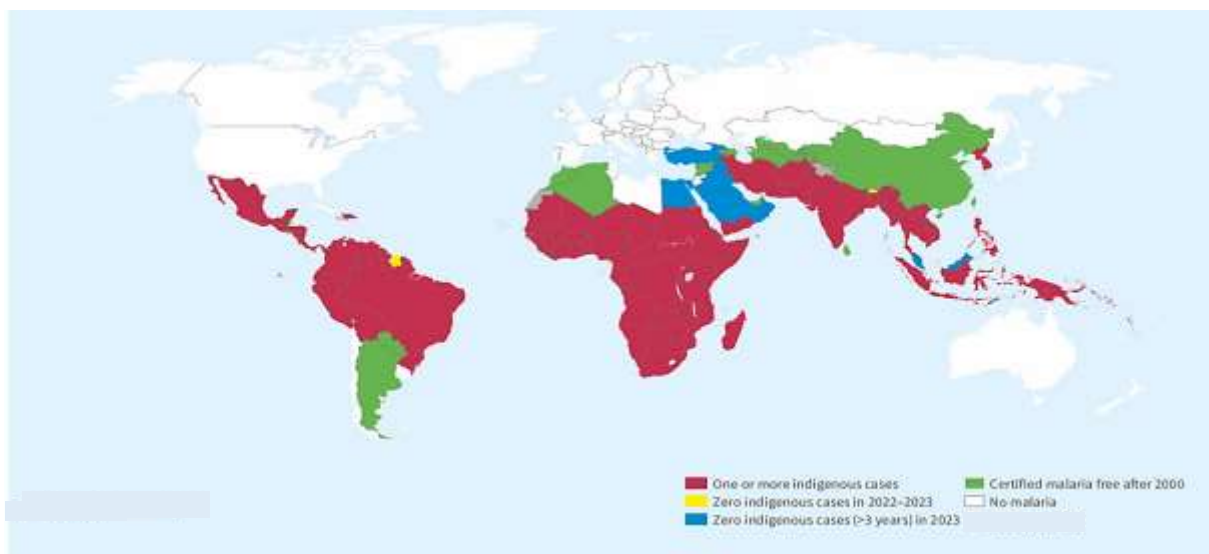 One or more indigenous cases
Zero indigenous cases in 2022–2023
Zero indigenous cases (>3 years) in 2023
Certified malaria free after 2000
No malaria